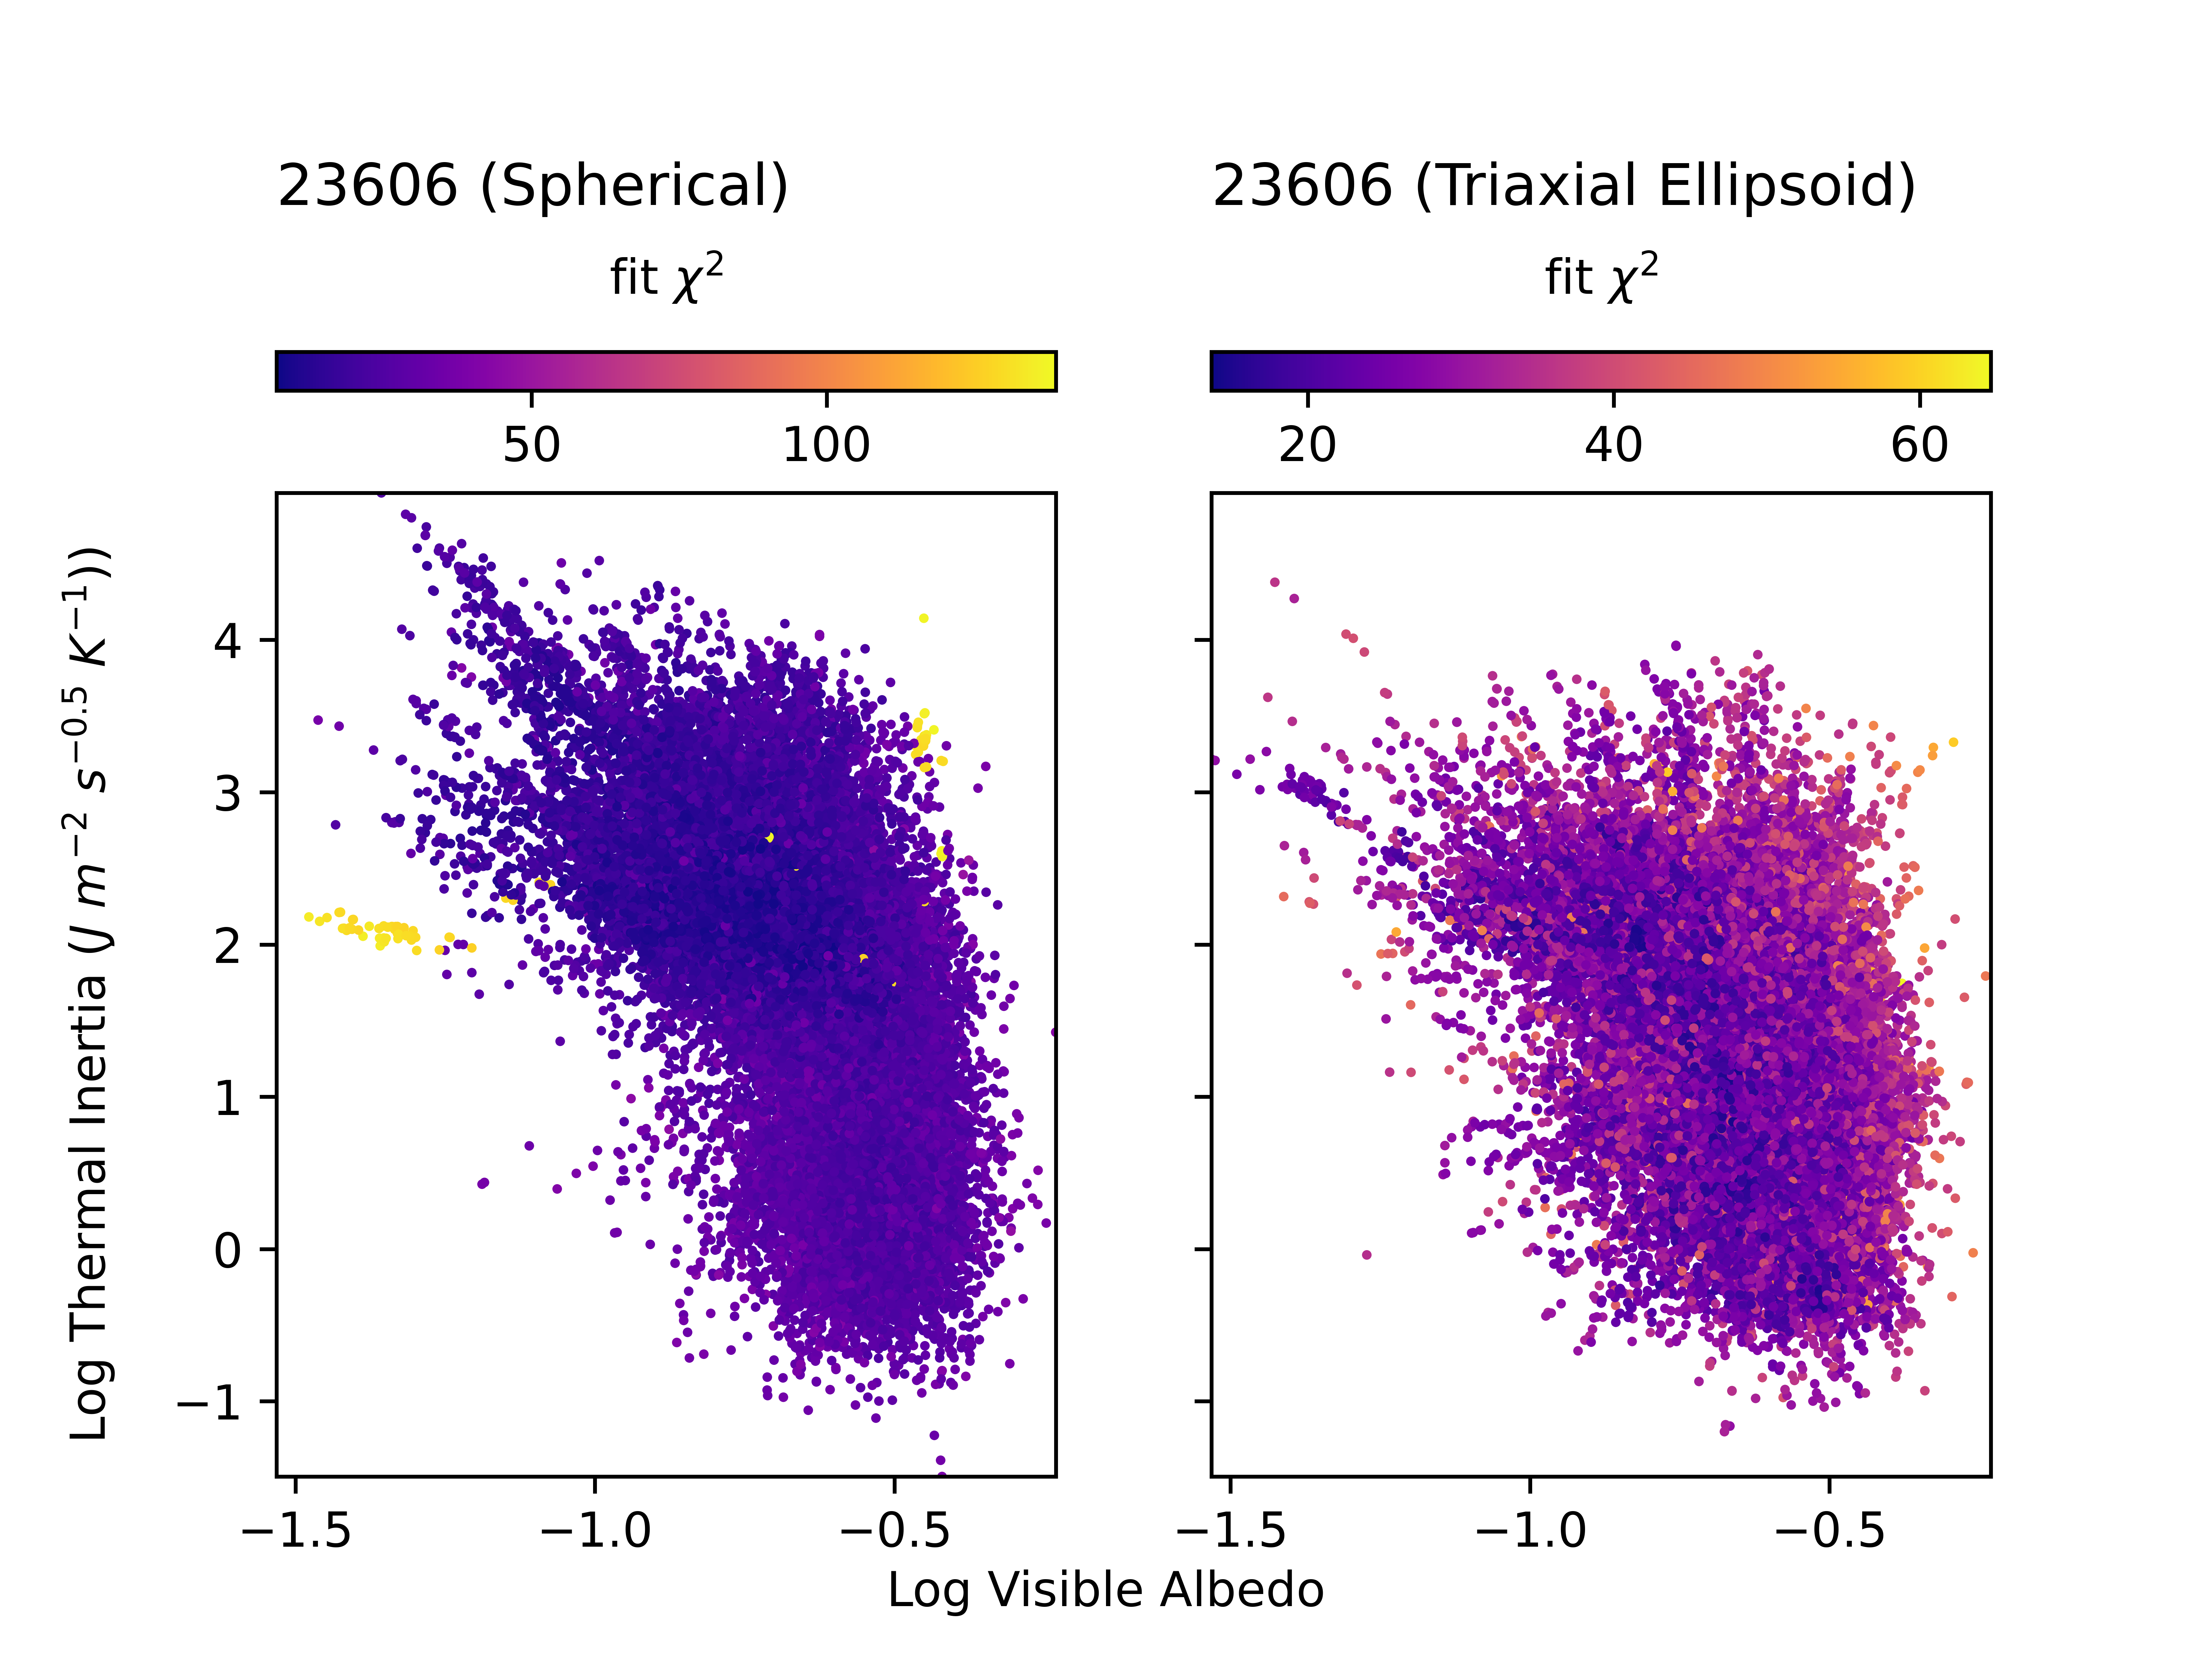 23606 (Spherical)
fit χ²
50 100
23606 (Triaxial Ellipsoid)
fit χ²
20 40 60
Log Thermal Inertia (J m⁻² s⁻⁰·⁵ K⁻¹))
4
3
2
1
0
−1
−1.5 −1.0 −0.5
−1.5 −1.0 −0.5
Log Visible Albedo